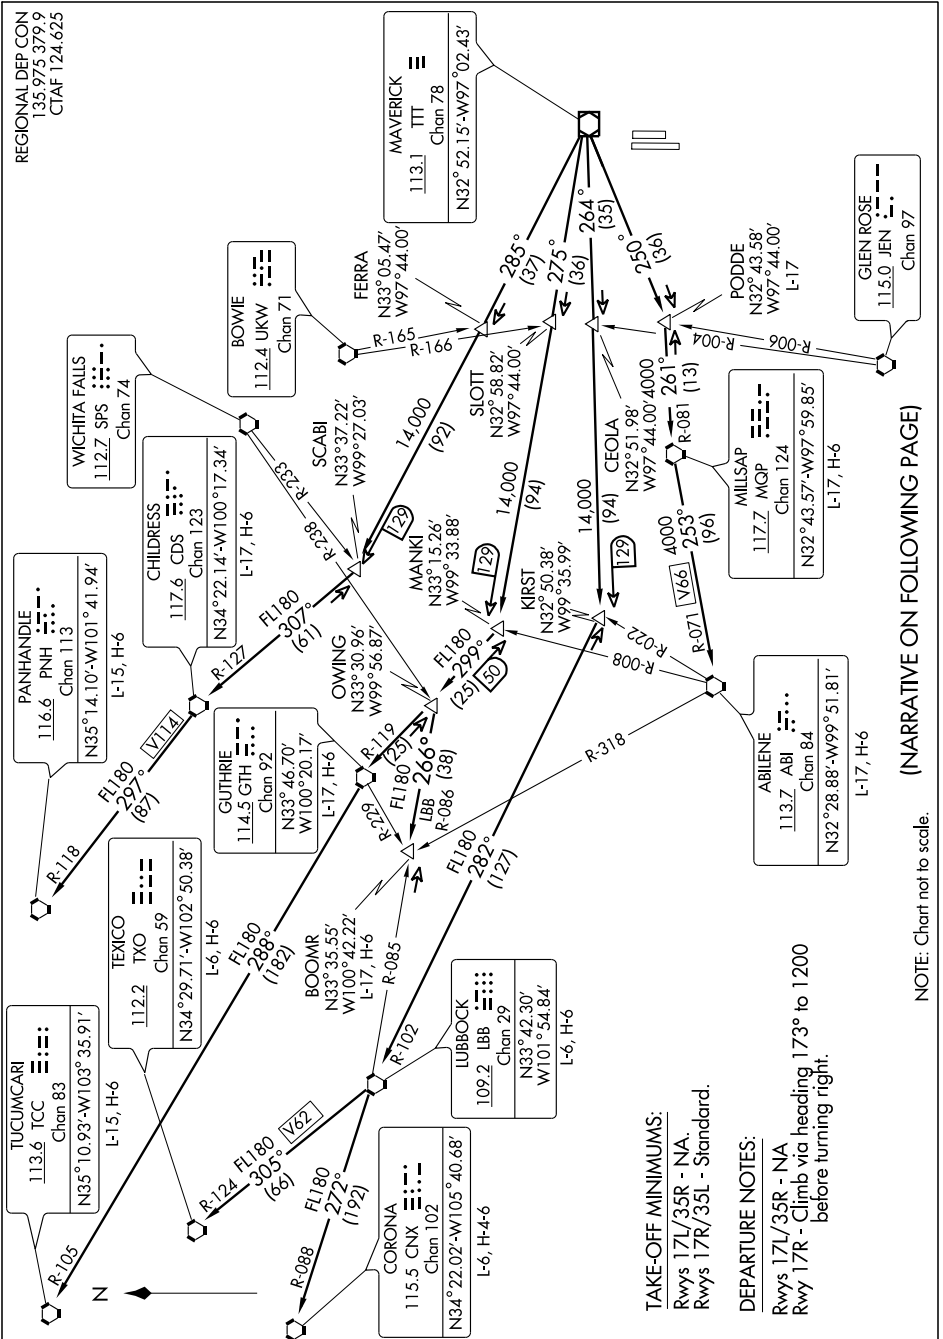 REGIONAL DEP CON
135.975 379.9
CTAF 124.625
MAVERICK
113.1 TTT
Chan 78
N32°52.15'-W97°02.43'
BOWIE
112.4 UKW
Chan 71
WICHITA FALLS
112.7 SPS
Chan 74
CHILDRESS
117.6 CDS
Chan 123
N34°22.14'-W100°17.34'
L-17, H-6
PANHANDLE
116.6 PNH
Chan 113
N35°14.10'-W101°41.94'
L-15, H-6
TEXICO
112.2 TXO
Chan 59
N34°29.71'-W102°50.38'
L-6, H-6
TUCUMCARI
113.6 TCC
Chan 83
N35°10.93'-W103°35.91'
L-15, H-6
GUTHRIE
114.5 GTH
Chan 92
N33°46.70'
W100°20.17'
L-17, H-6
LUBBOCK
109.2 LBB
Chan 29
N33°42.30'
W101°54.84'
L-6, H-6
CORONA
115.5 CNX
Chan 102
N34°22.02'-W105°40.68'
L-6, H-4-6
ABILENE
113.7 ABI
Chan 84
N32°28.88'-W99°51.81'
L-17, H-6
MILLSAP
117.7 MQP
Chan 124
N32°43.57'-W97°59.85'
L-17, H-6
GLEN ROSE
115.0 JEN
Chan 97
FERRA
N33°05.47'
W97°44.00'
SLOTT
N32°58.82'
W97°44.00'
CEOLA
N32°51.98'
W97°44.00'
PODDE
N32°43.58'
W97°44.00'
L-17
SCABI
N33°37.22'
W99°27.03'
MANKI
N33°15.26'
W99°33.88'
KIRST
N32°50.38'
W99°35.99'
OWING
N33°30.96'
W99°56.87'
BOOMR
N33°35.55'
W100°42.22'
L-17, H-6
285°
(37)
275°
(36)
264°
(35)
250°
(36)
R-165
R-166
R-004
R-006
14,000
(92)
14,000
(94)
14,000
(94)
4000
261°
(13)
R-081
4000
253°
(96)
V66
R-071
R-022
R-008
R-318
129
129
129
50
R-233
R-238
FL180
307°
(61)
R-127
V114
FL180
297°
(87)
R-118
FL180
299°
(25)
R-119
(25)
FL180
266°
(38)
LBB
R-086
R-229
R-085
FL180
282°
(127)
R-102
FL180
288°
(182)
R-105
V62
FL180
305°
(66)
R-124
FL180
272°
(192)
R-088
N
TAKE-OFF MINIMUMS:
Rwys 17L/35R - NA.
Rwys 17R/35L - Standard.
DEPARTURE NOTES:
Rwys 17L/35R - NA
Rwy 17R - Climb via heading 173° to 1200
before turning right.
(NARRATIVE ON FOLLOWING PAGE)
NOTE: Chart not to scale.